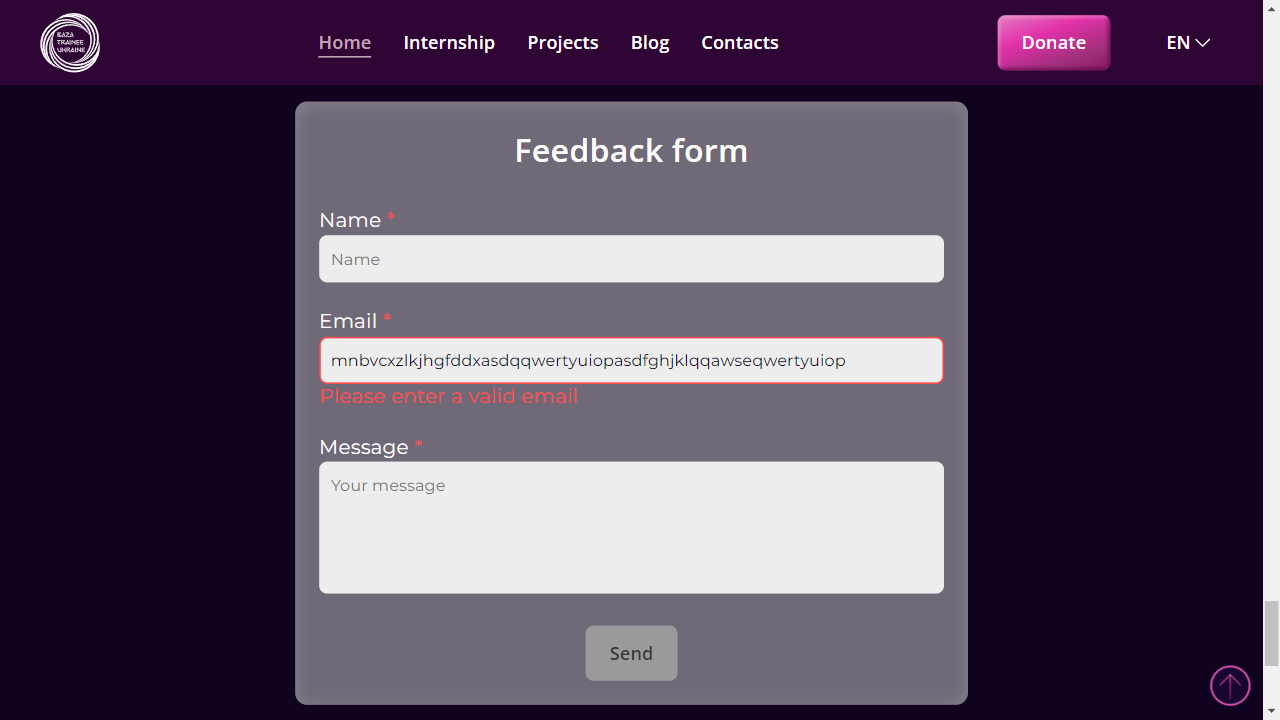 BAZA
TRAINEE
UKRAINE
Home Internship Projects Blog Contacts Donate EN
Feedback form
Name *
Name
Email *
mnbvcxzlkjhgfddxasdqqwertyuiopasdfghjklqqawseqwertyuiop
Please enter a valid email
Message *
Your message
Send